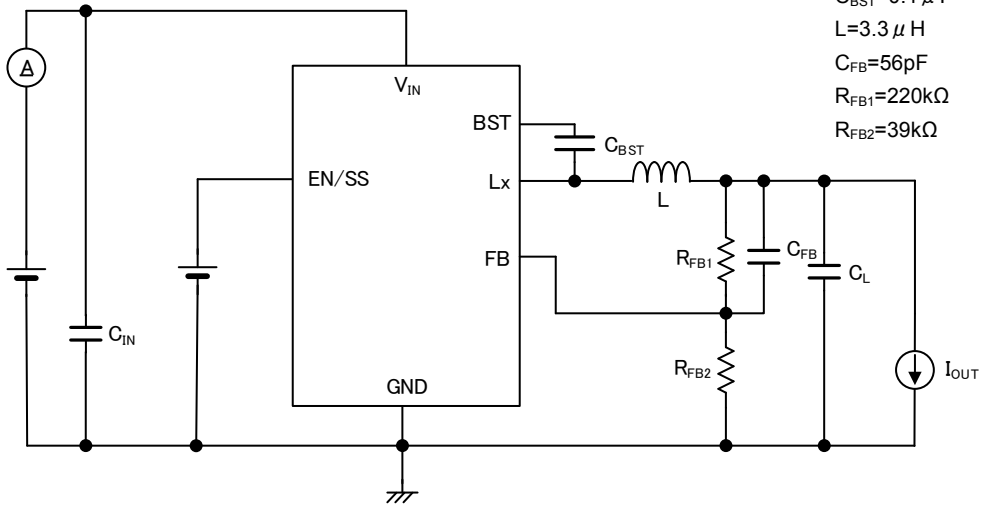 L=3.3μH
C_FB=56pF
R_FB1=220kΩ
R_FB2=39kΩ
A
V_IN
BST
C_BST
EN/SS
Lx
L
FB
R_FB1
C_FB
C_L
C_IN
R_FB2
I_OUT
GND